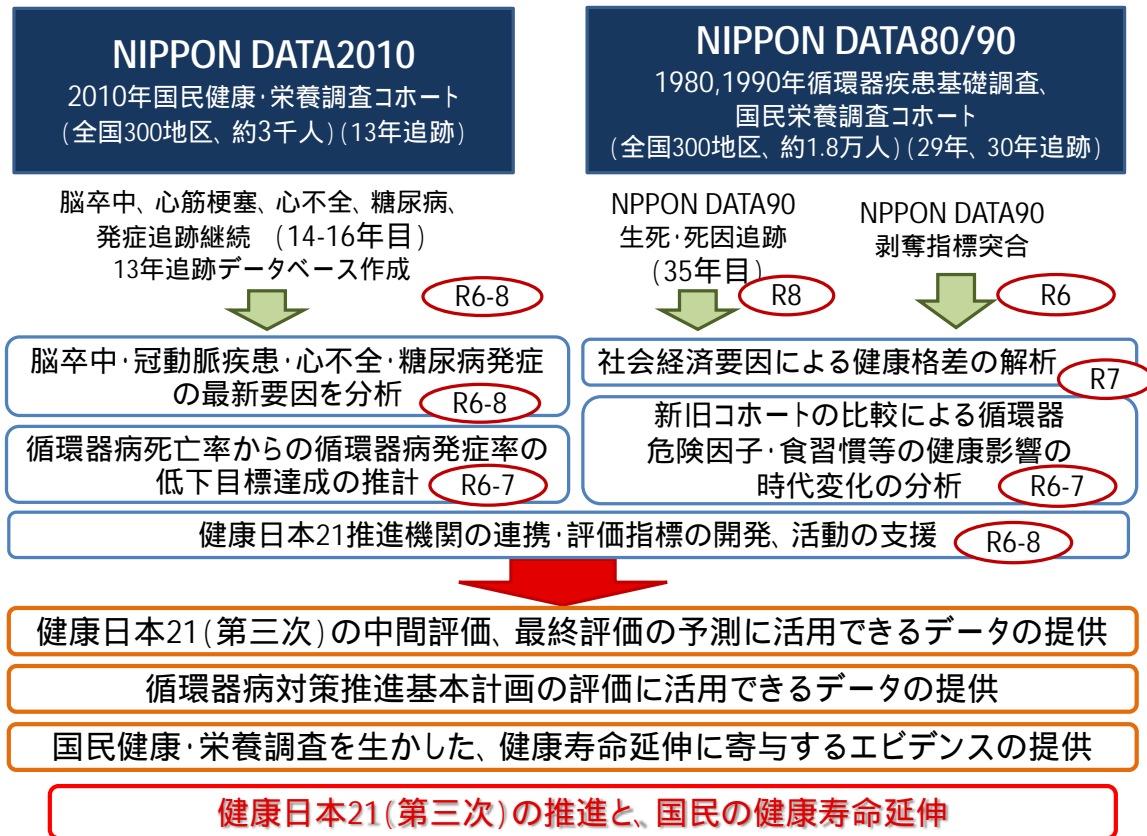 NIPPON DATA2010
2010年国民健康・栄養調査コホート
(全国300地区、約3千人)(13年追跡)
NIPPON DATA80/90
1980,1990年循環器疾患基礎調査、
国民栄養調査コホート
(全国300地区、約1.8万人)(29年、30年追跡)
脳卒中、心筋梗塞、心不全、糖尿病、
発症追跡継続 (14-16年目)
13年追跡データベース作成
R6-8
NPPON DATA90
生死・死因追跡
(35年目)
R8
NPPON DATA90
剥奪指標突合
R6
脳卒中・冠動脈疾患・心不全・糖尿病発症
の最新要因を分析
R6-8
循環器病死亡率からの循環器病発症率の
低下目標達成の推計
R6-7
社会経済要因による健康格差の解析
R7
新旧コホートの比較による循環器
危険因子・食習慣等の健康影響の
時代変化の分析
R6-7
健康日本21推進機関の連携・評価指標の開発、活動の支援
R6-8
健康日本21(第三次)の中間評価、最終評価の予測に活用できるデータの提供
循環器病対策推進基本計画の評価に活用できるデータの提供
国民健康・栄養調査を生かした、健康寿命延伸に寄与するエビデンスの提供
健康日本21(第三次)の推進と、国民の健康寿命延伸